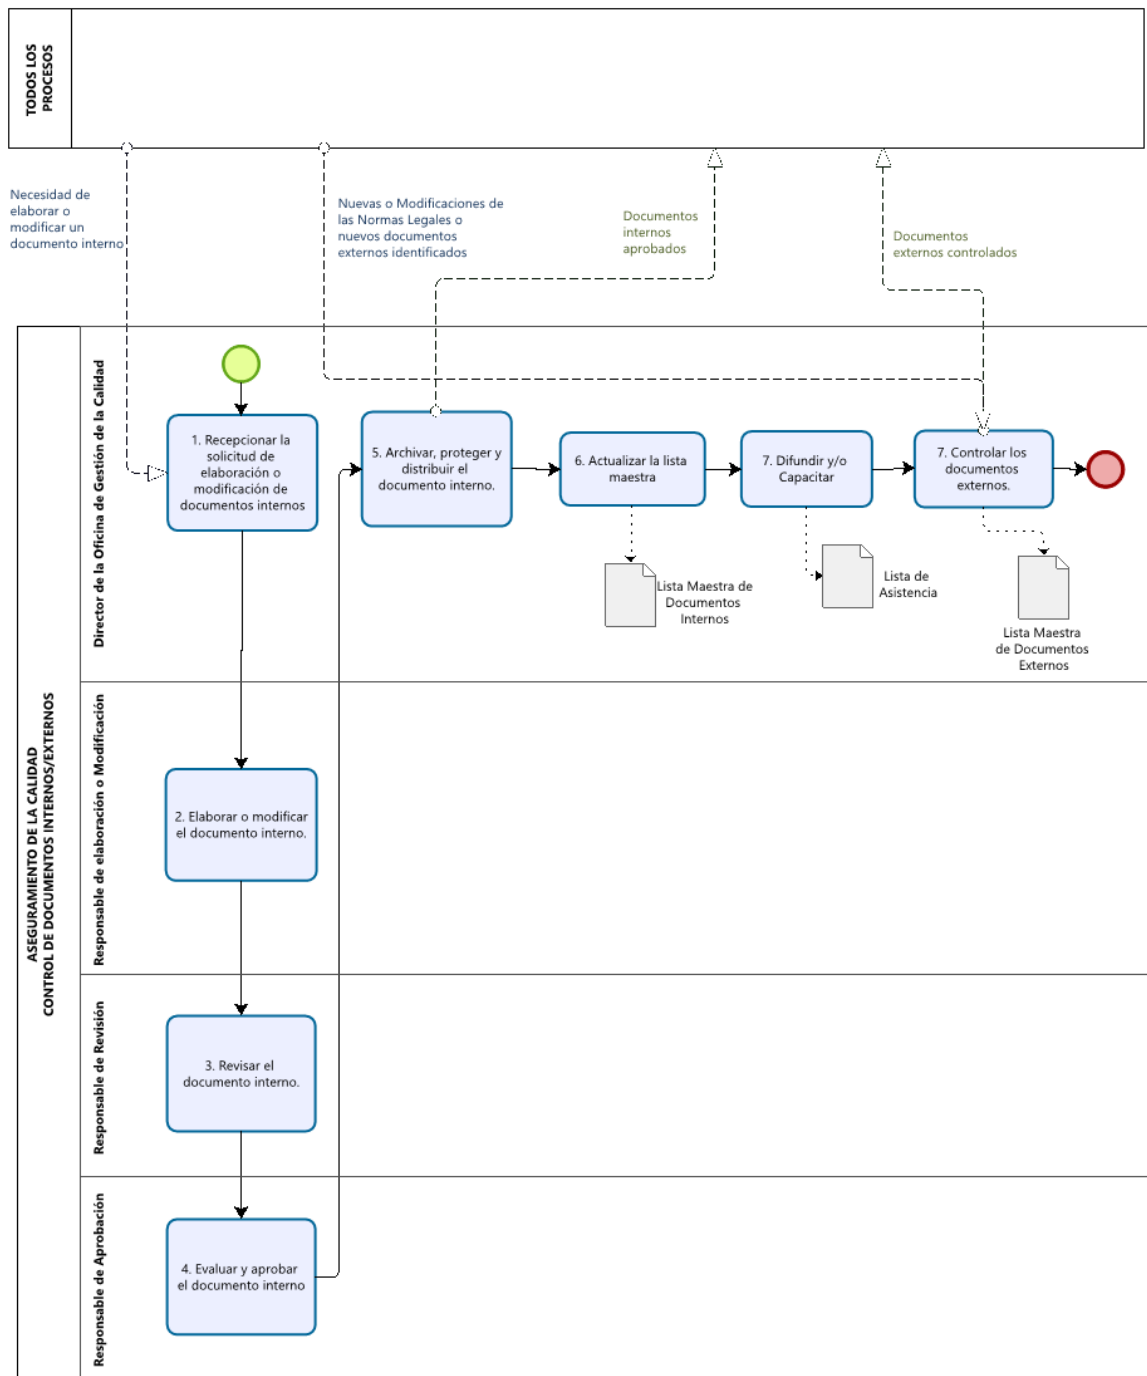 TODOS LOS
PROCESOS
Necesidad de
elaborar o
modificar un
documento interno
Nuevas o Modificaciones de
las Normas Legales o
nuevos documentos
externos identificados
Documentos
internos
aprobados
Documentos
externos controlados
ASEGURAMIENTO DE LA CALIDAD
CONTROL DE DOCUMENTOS INTERNOS/EXTERNOS
Director de la Oficina de Gestión de la Calidad
1. Recepcionar la
solicitud de
elaboración o
modificación de
documentos internos
5. Archivar, proteger y
distribuir el
documento interno.
6. Actualizar la lista
maestra
7. Difundir y/o
Capacitar
7. Controlar los
documentos
externos.
Lista Maestra de
Documentos
Internos
Lista de
Asistencia
Lista Maestra
de Documentos
Externos
Responsable de elaboración o Modificación
2. Elaborar o modificar
el documento interno.
Responsable de Revisión
3. Revisar el
documento interno.
Responsable de Aprobación
4. Evaluar y aprobar
el documento interno